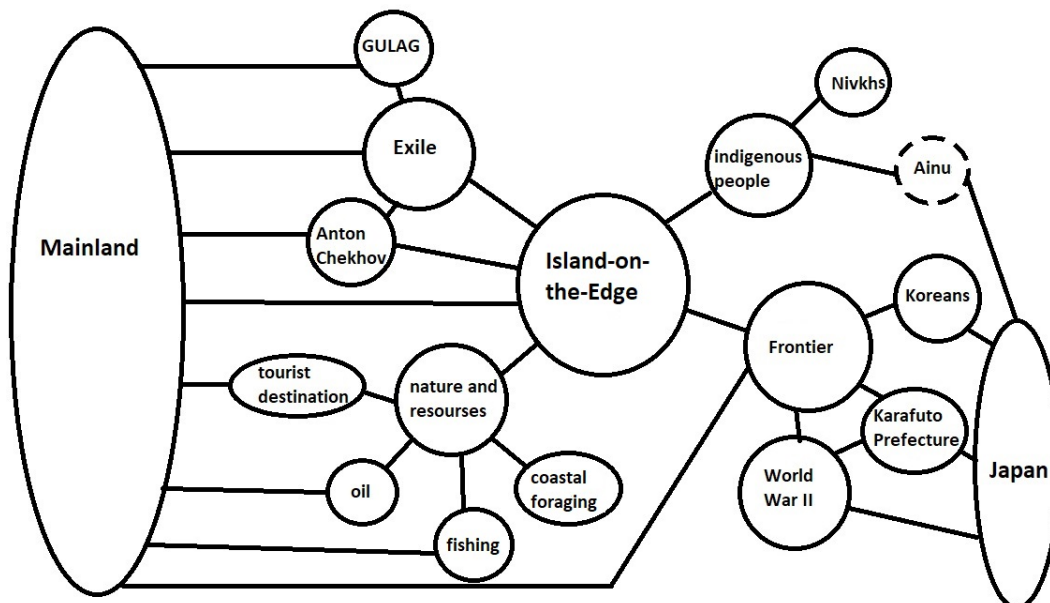 GULAG
Exile
Mainland
Anton
Chekhov
Island-on-
the-Edge
tourist
destination
nature and
resourses
oil
coastal
foraging
fishing
indigenous
people
Nivkhs
Ainu
Frontier
Koreans
Karafuto
Prefecture
World
War II
Japan